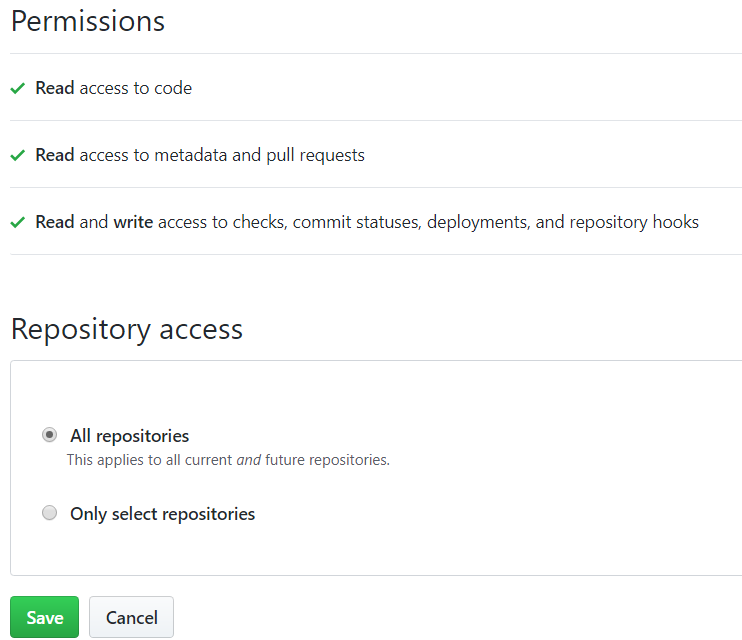 Permissions
Read access to code
Read access to metadata and pull requests
Read and write access to checks, commit statuses, deployments, and repository hooks
Repository access
All repositories
This applies to all current and future repositories.
Only select repositories
Save Cancel